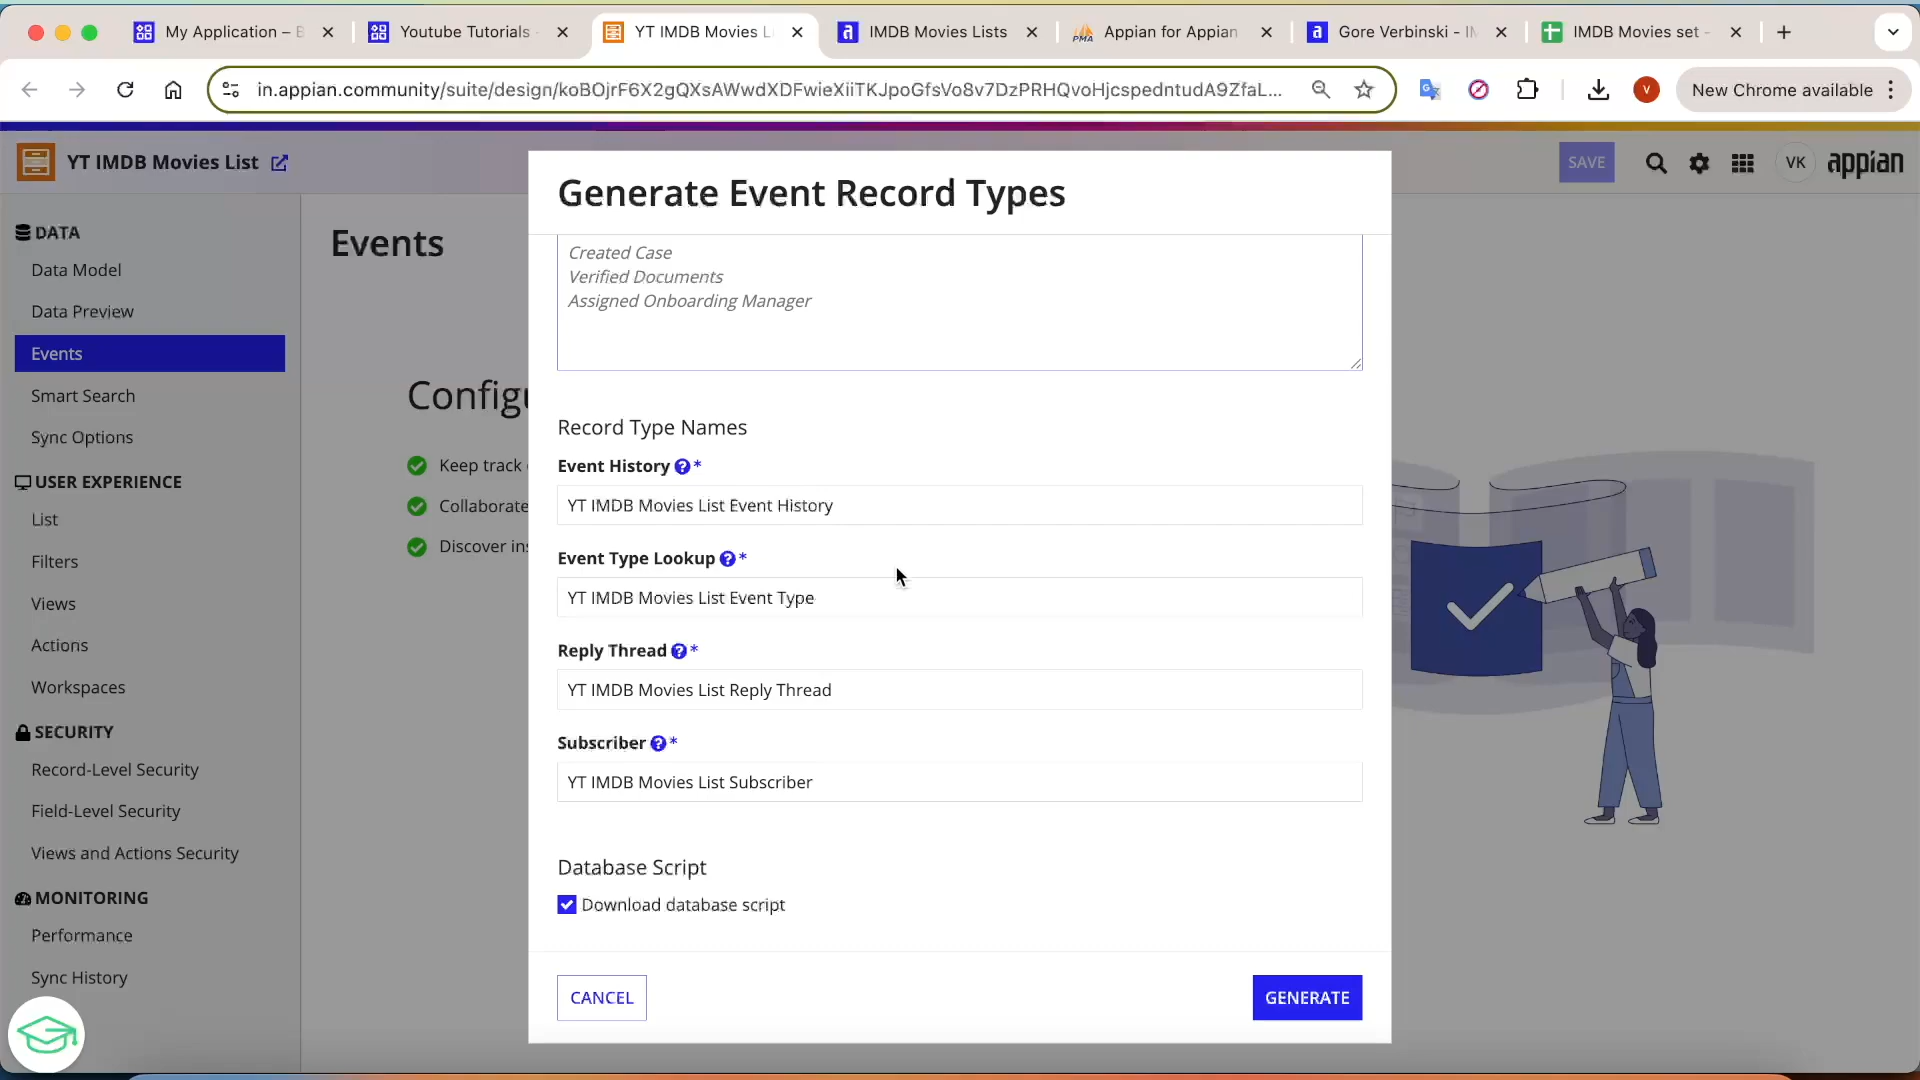 My Application – B
Youtube Tutorials -
YT IMDB Movies L
IMDB Movies Lists
Appian for Appian
Gore Verbinski - IM
IMDB Movies set -
in.appian.community/suite/design/koBOjrF6X2gQXsAWwdXDFwieXiiTKJpoGfsVo8v7DzPRHQvoHjcspedntudA9ZfaL...
V
New Chrome available
YT IMDB Movies List
SAVE
VK
appian
DATA
Data Model
Data Preview
Events
Smart Search
Sync Options
USER EXPERIENCE
List
Filters
Views
Actions
Workspaces
SECURITY
Record-Level Security
Field-Level Security
Views and Actions Security
MONITORING
Performance
Sync History
Events
Configu
Keep track
Collaborate
Discover ins
Generate Event Record Types
Created Case
Verified Documents
Assigned Onboarding Manager
Record Type Names
Event History ? *
YT IMDB Movies List Event History
Event Type Lookup ? *
YT IMDB Movies List Event Type
Reply Thread ? *
YT IMDB Movies List Reply Thread
Subscriber ? *
YT IMDB Movies List Subscriber
Database Script
Download database script
CANCEL
GENERATE